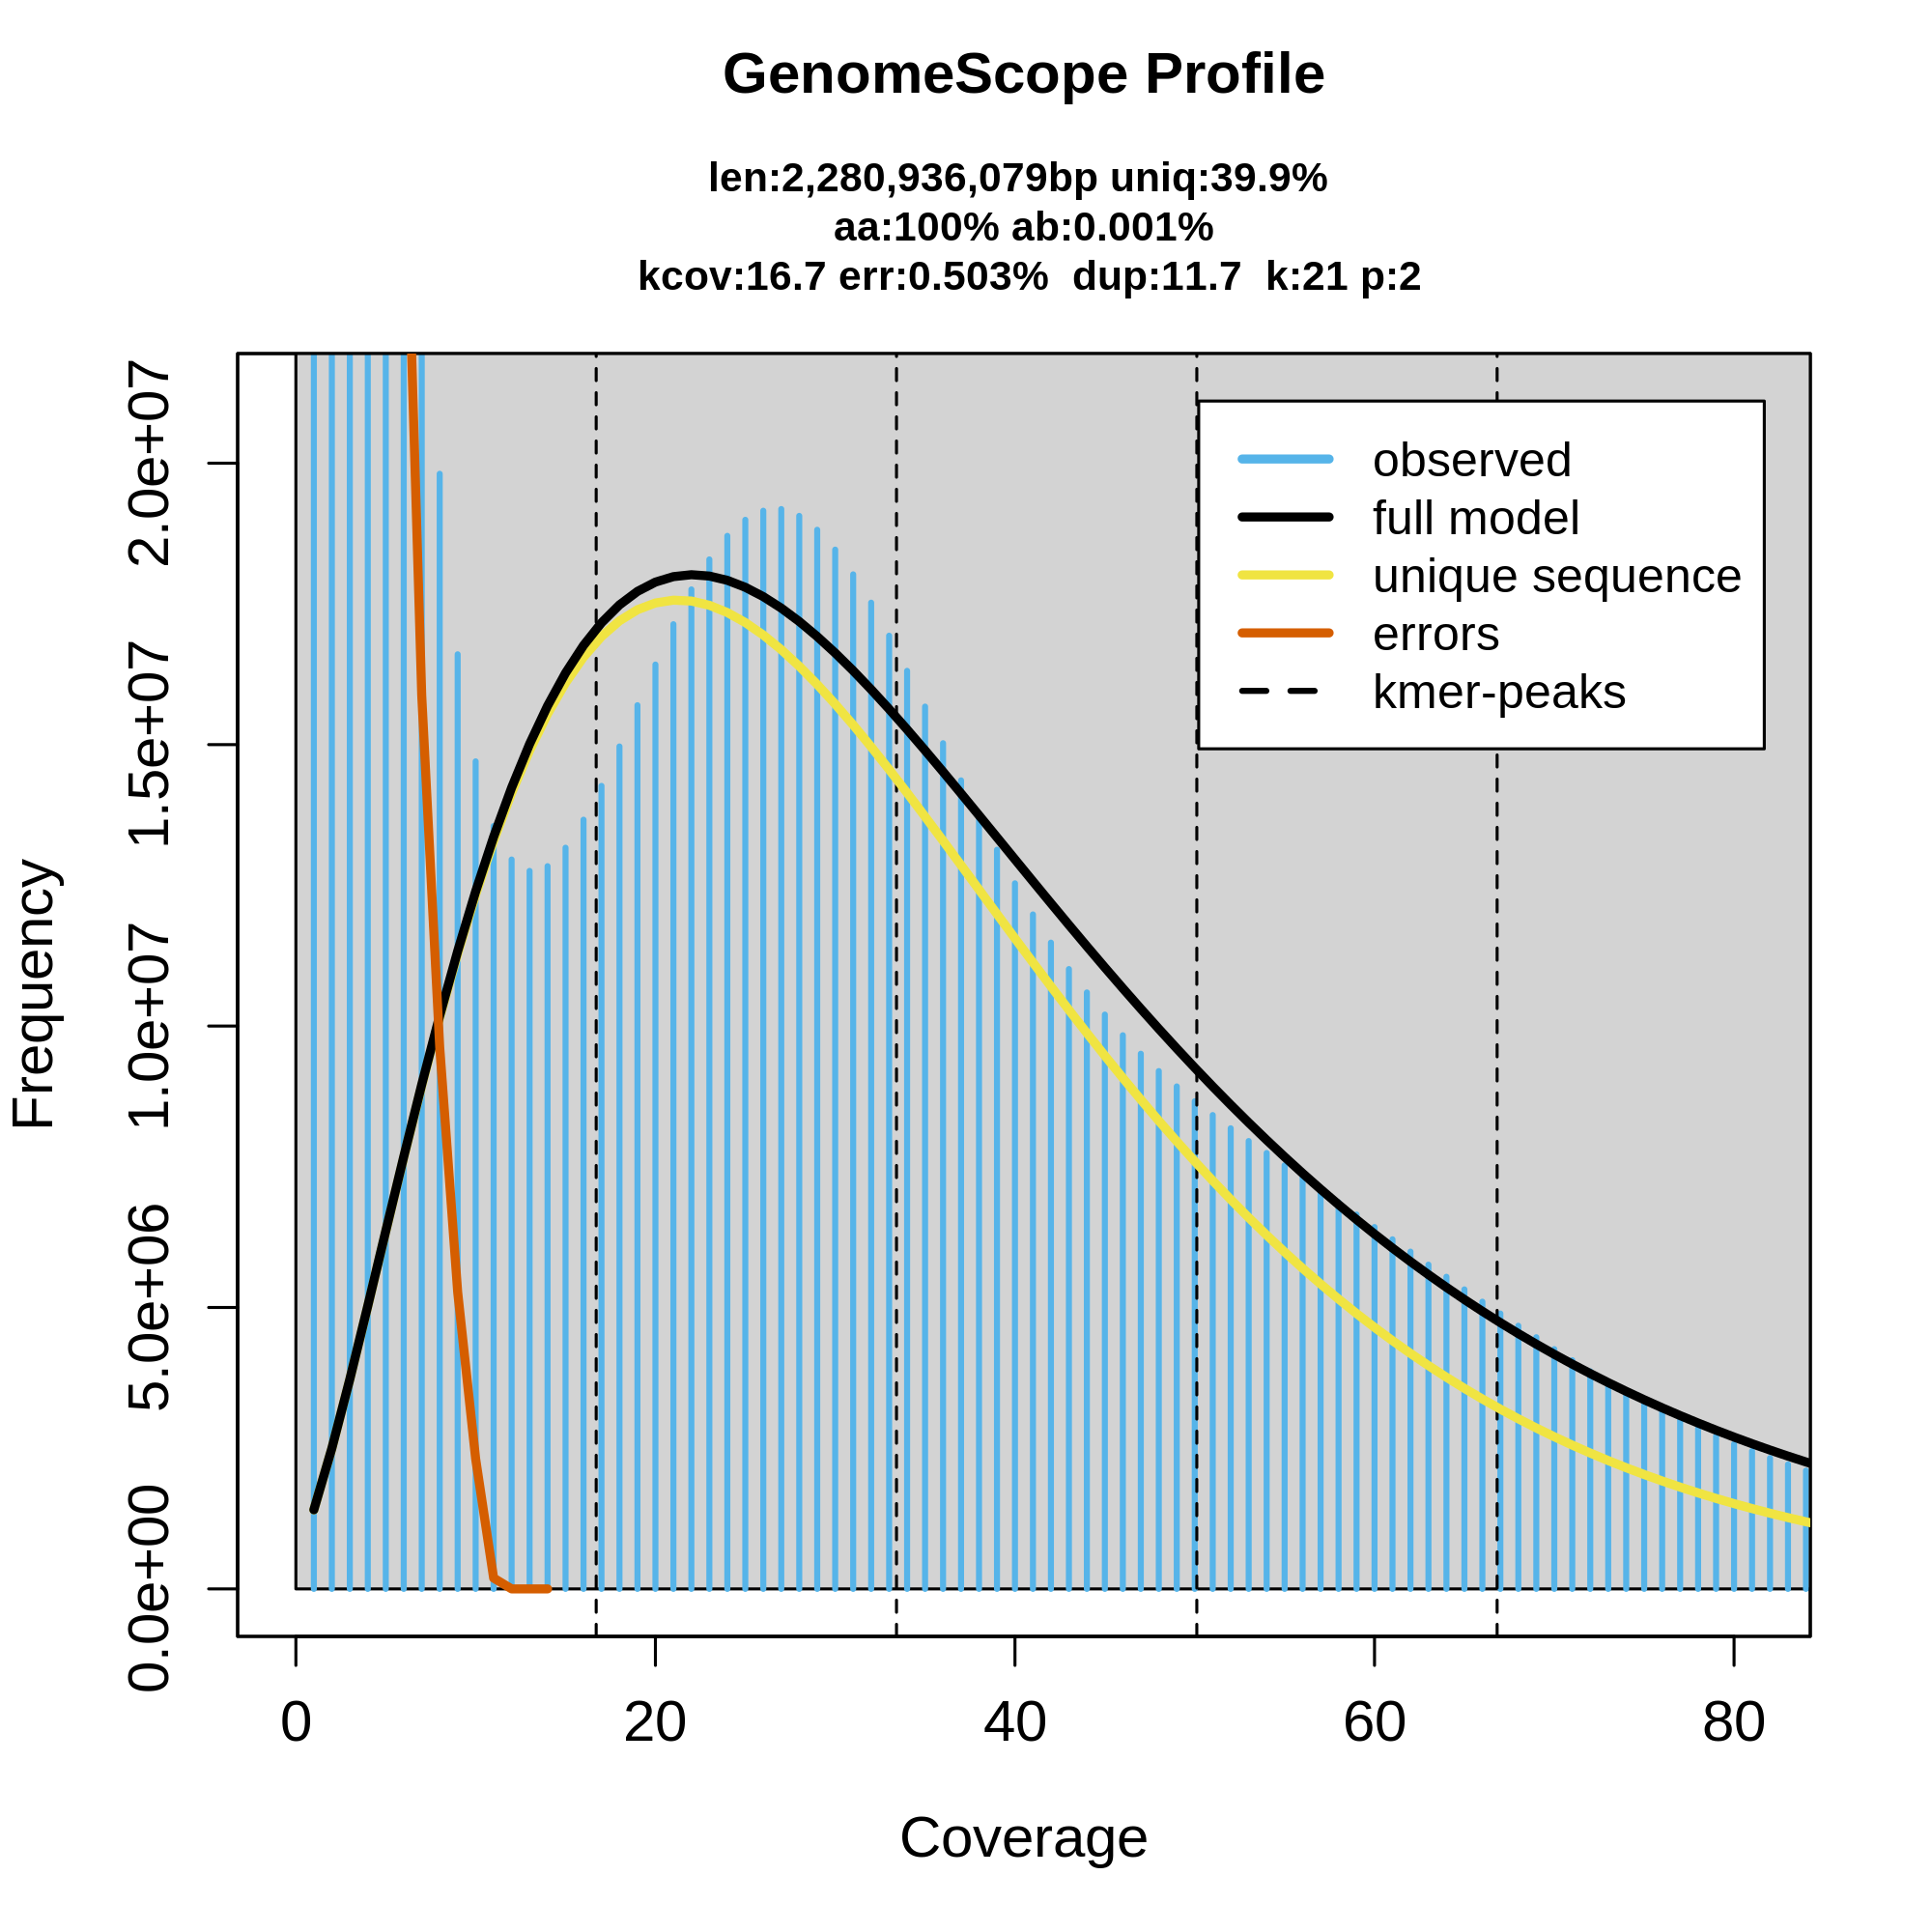 GenomeScope Profile
len:2,280,936,079bp uniq:39.9%
aa:100% ab:0.001%
kcov:16.7 err:0.503%  dup:11.7  k:21 p:2
observed
full model
unique sequence
errors
kmer-peaks
Frequency
2.0e+07
1.5e+07
1.0e+07
5.0e+06
0.0e+00
0
20
40
60
80
Coverage